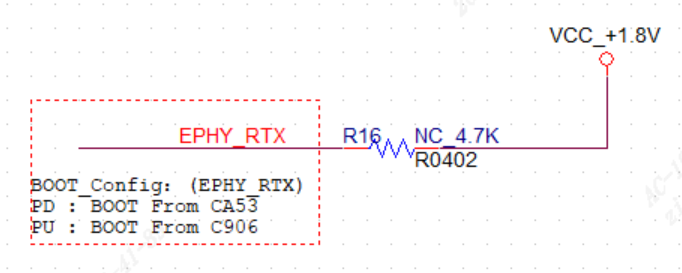 VCC_+1.8V
EPHY_RTX R16 NC_4.7K
R0402
BOOT_Config: (EPHY_RTX)
PD : BOOT From CA53
PU : BOOT From C906